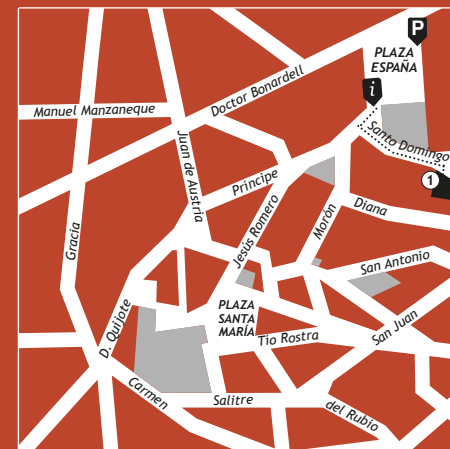 P
PLAZA
ESPAÑA
i
Doctor Bonardell
Manuel Manzaneque
Santo Domingo
Juan de Austria
1
Príncipe
Jesús Romero
Morón
Diana
Gracia
San Antonio
D. Quijote
PLAZA
SANTA
MARÍA
Tío Rostra
San Juan
Carmen
Salitre
del Rubio